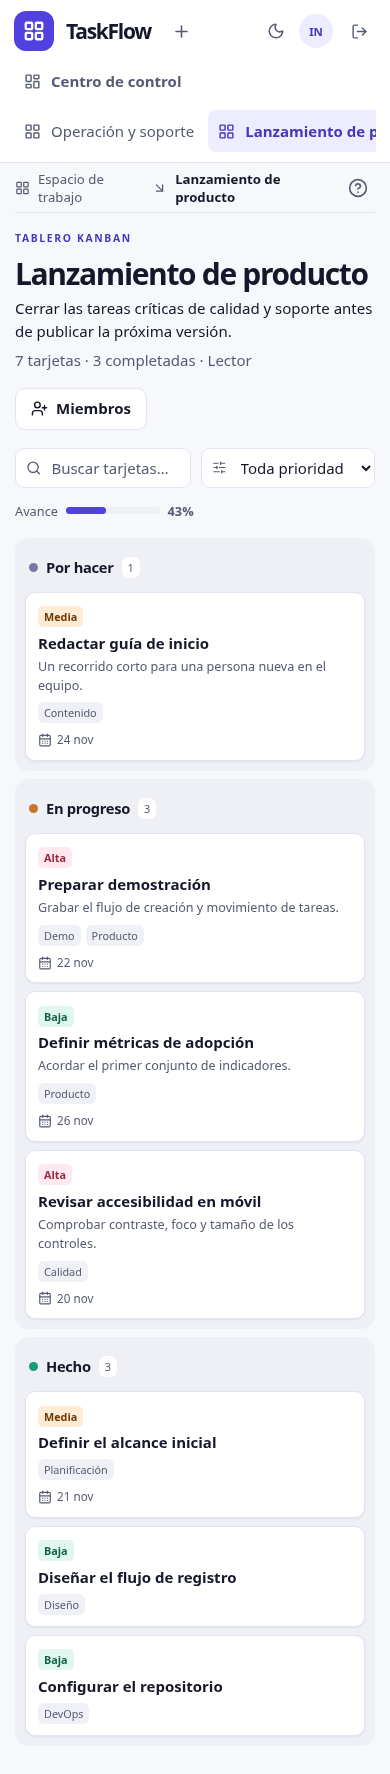 TaskFlow
IN
Centro de control
Operación y soporte
Lanzamiento de p
Espacio de
trabajo
Lanzamiento de
producto
TABLERO KANBAN
Lanzamiento de producto
Cerrar las tareas críticas de calidad y soporte antes
de publicar la próxima versión.
7 tarjetas · 3 completadas · Lector
Miembros
Buscar tarjetas...
Toda prioridad
Avance 43%
Por hacer 1
Media
Redactar guía de inicio
Un recorrido corto para una persona nueva en el
equipo.
Contenido
24 nov
En progreso 3
Alta
Preparar demostración
Grabar el flujo de creación y movimiento de tareas.
Demo Producto
22 nov
Baja
Definir métricas de adopción
Acordar el primer conjunto de indicadores.
Producto
26 nov
Alta
Revisar accesibilidad en móvil
Comprobar contraste, foco y tamaño de los
controles.
Calidad
20 nov
Hecho 3
Media
Definir el alcance inicial
Planificación
21 nov
Baja
Diseñar el flujo de registro
Diseño
Baja
Configurar el repositorio
DevOps